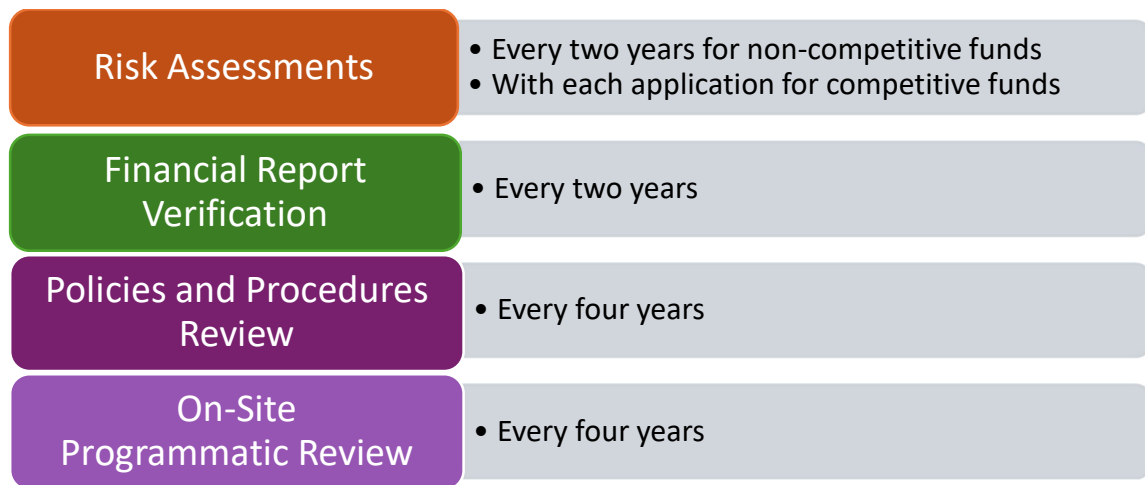 Risk Assessments
• Every two years for non-competitive funds
• With each application for competitive funds
Financial Report
Verification
• Every two years
Policies and Procedures
Review
• Every four years
On-Site
Programmatic Review
• Every four years